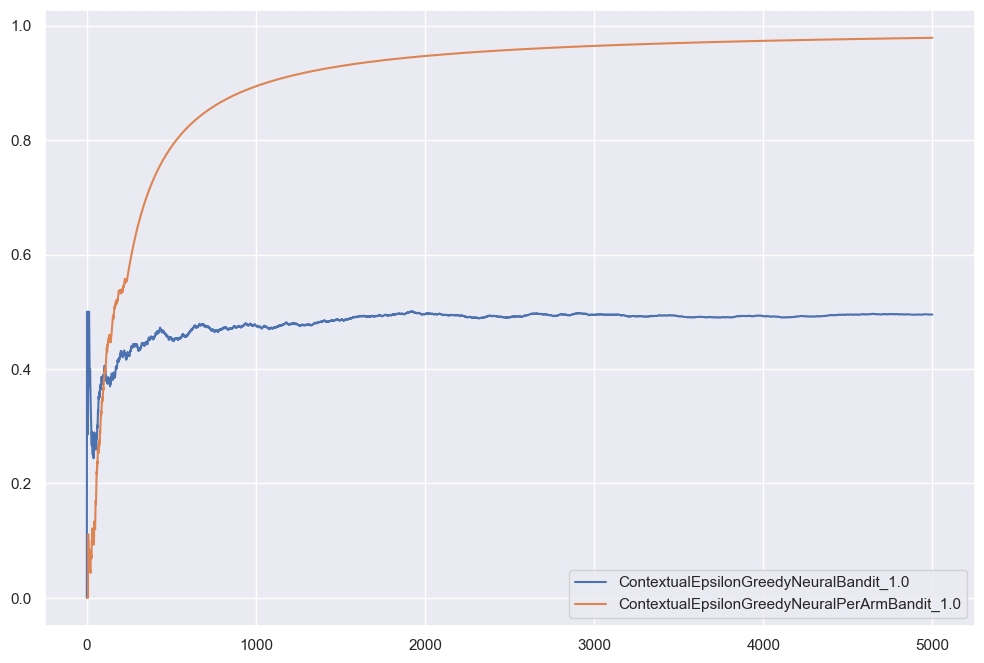 1.0
0.8
0.6
0.4
0.2
0.0
0 1000 2000 3000 4000 5000
ContextualEpsilonGreedyNeuralBandit_1.0
ContextualEpsilonGreedyNeuralPerArmBandit_1.0